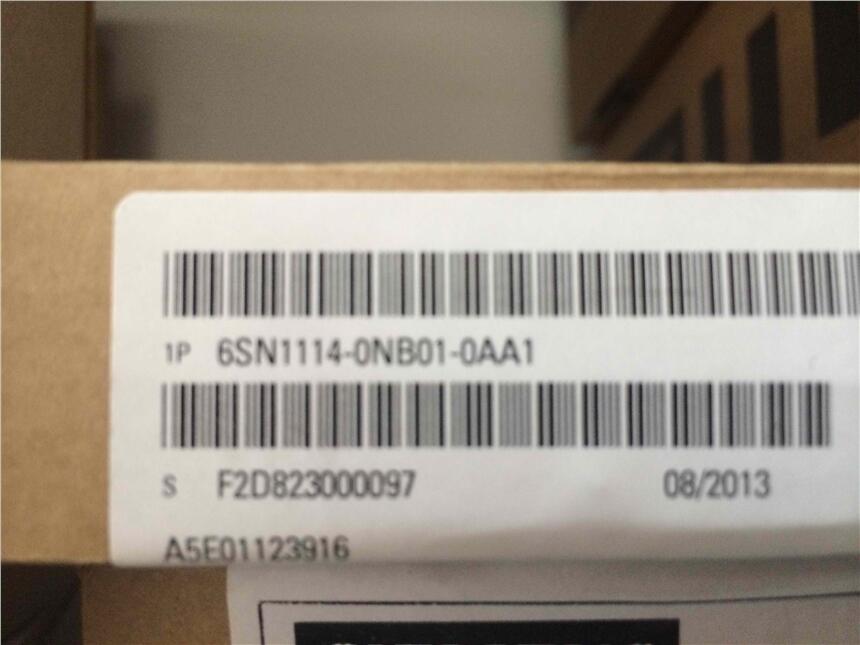 1P 6SN1114-0NB01-0AA1
S F2D823000097 08/2013
A5E01123916